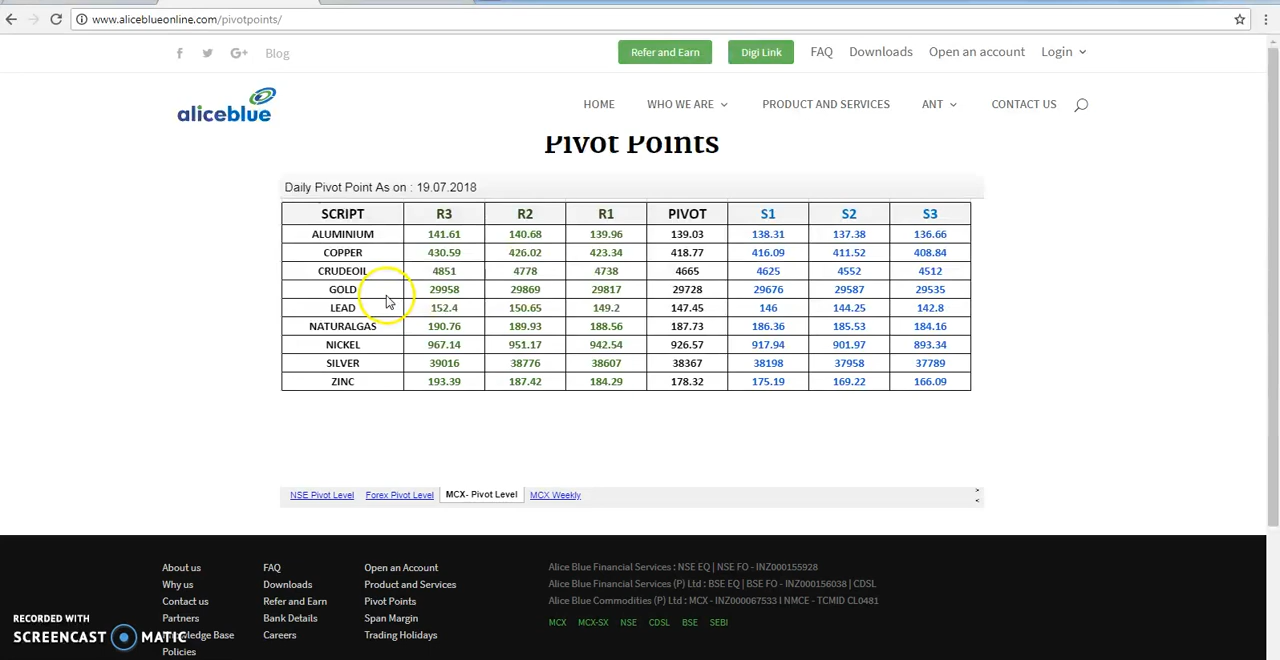 www.aliceblueonline.com/pivotpoints/
Blog Refer and Earn Digi Link FAQ Downloads Open an account Login
aliceblue HOME WHO WE ARE PRODUCT AND SERVICES ANT CONTACT US
Pivot Points
Daily Pivot Point As on : 19.07.2018
SCRIPT R3 R2 R1 PIVOT S1 S2 S3
ALUMINIUM 141.61 140.68 139.96 139.03 138.31 137.38 136.66
COPPER 430.59 426.02 423.34 418.77 416.09 411.52 408.84
CRUDEOIL 4851 4778 4738 4665 4625 4552 4512
GOLD 29958 29869 29817 29728 29676 29587 29535
LEAD 152.4 150.65 149.2 147.45 146 144.25 142.8
NATURALGAS 190.76 189.93 188.56 187.73 186.36 185.53 184.16
NICKEL 967.14 951.17 942.54 926.57 917.94 901.97 893.34
SILVER 39016 38776 38607 38367 38198 37958 37789
ZINC 193.39 187.42 184.29 178.32 175.19 169.22 166.09
NSE Pivot Level Forex Pivot Level MCX- Pivot Level MCX Weekly
About us FAQ Open an Account Alice Blue Financial Services : NSE EQ | NSE FO - INZ000155928
Why us Downloads Product and Services Alice Blue Financial Services (P) Ltd : BSE EQ | BSE FO - INZ000156038 | CDSL
Contact us Refer and Earn Pivot Points Alice Blue Commodities (P) Ltd : MCX - INZ000067533 I NMCE - TCMID CL0481
Partners Bank Details Span Margin MCX MCX-SX NSE CDSL BSE SEBI
Base Careers Trading Holidays
Policies
RECORDED WITH
SCREENCAST MATIC